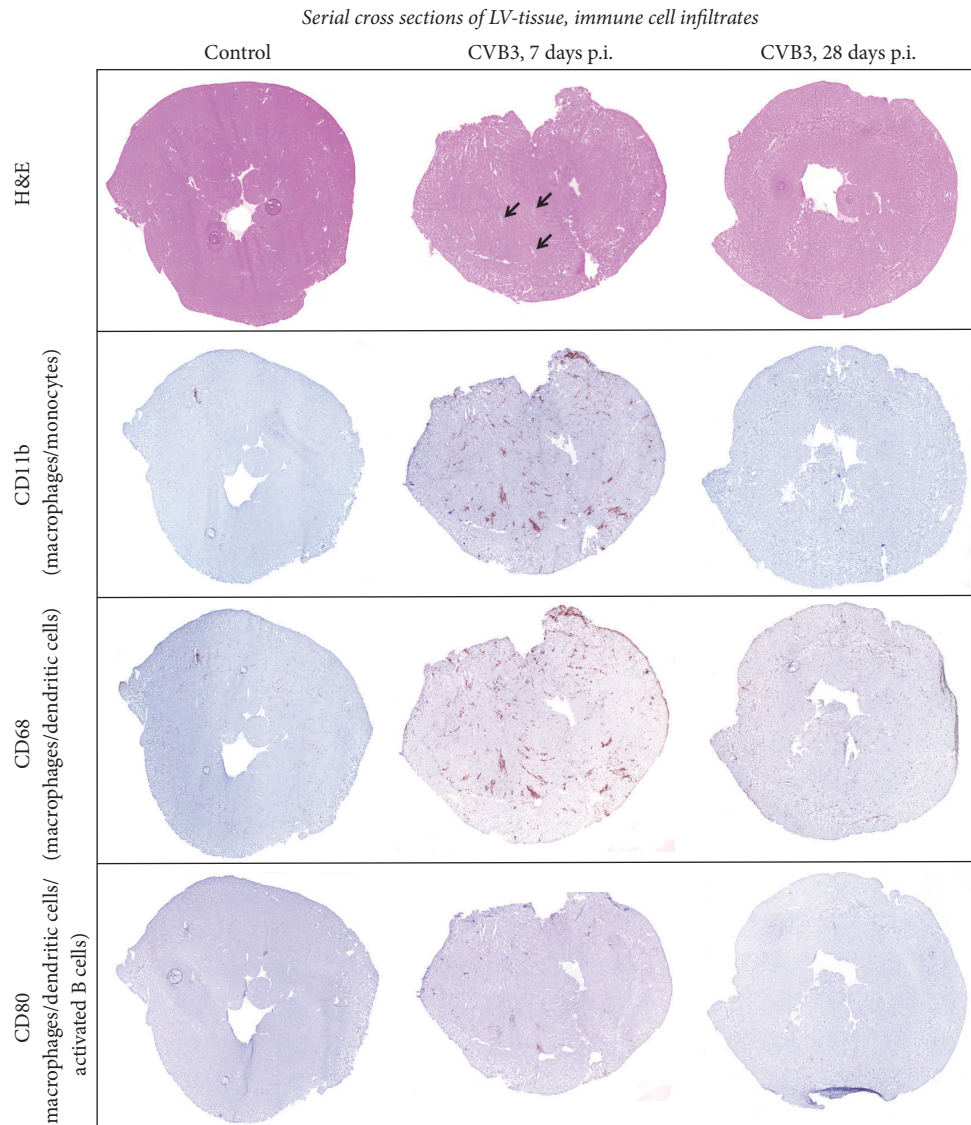 Serial cross sections of LV-tissue, immune cell infiltrates
Control
CVB3, 7 days p.i.
CVB3, 28 days p.i.
H&E
CD11b
(macrophages/monocytes)
CD68
(macrophages/dendritic cells)
CD80
macrophages/dendritic cells/
activated B cells)